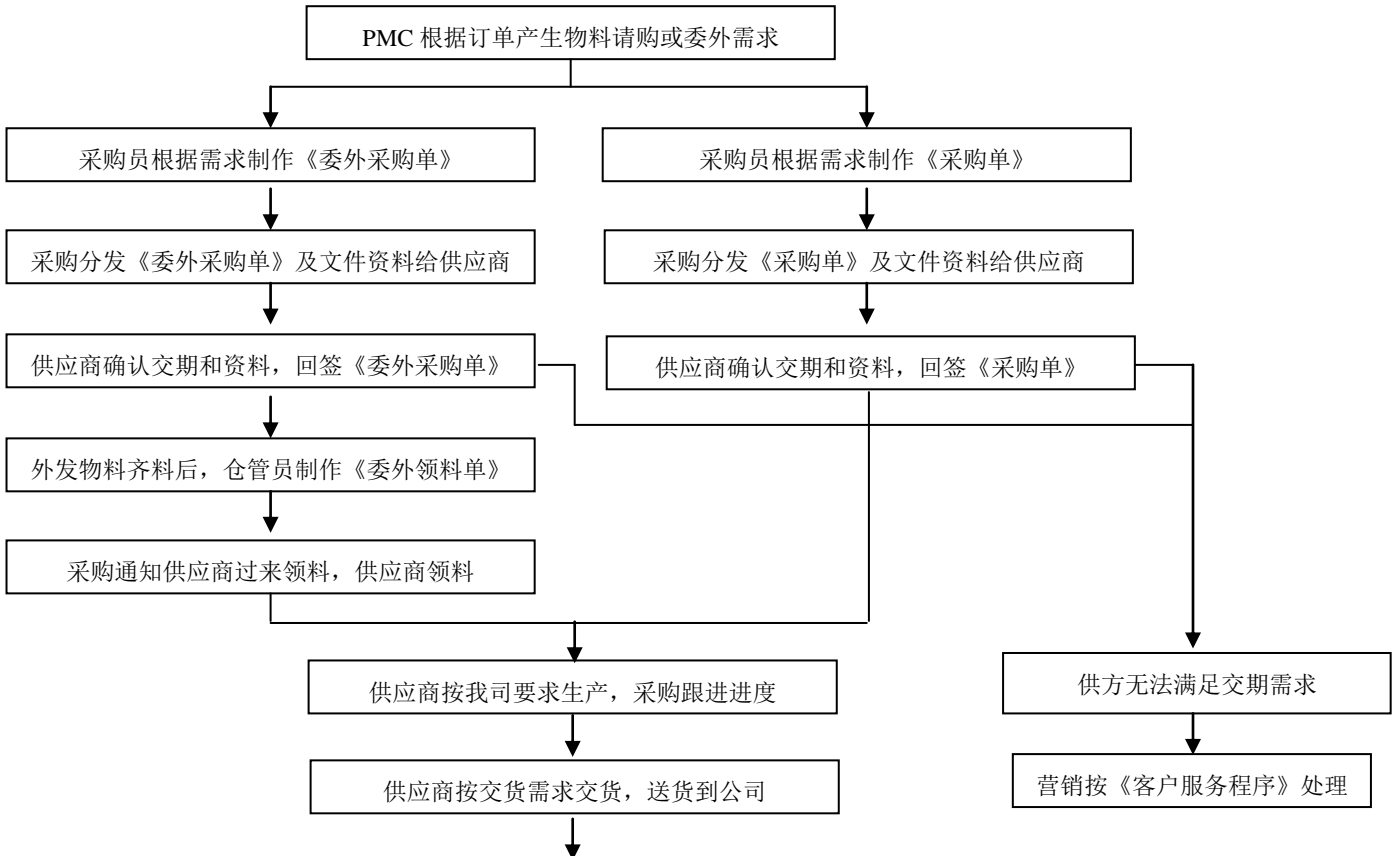 PMC 根据订单产生物料请购或委外需求
采购员根据需求制作《委外采购单》
采购员根据需求制作《采购单》
采购分发《委外采购单》及文件资料给供应商
采购分发《采购单》及文件资料给供应商
供应商确认交期和资料，回签《委外采购单》
供应商确认交期和资料，回签《采购单》
外发物料齐料后，仓管员制作《委外领料单》
采购通知供应商过来领料，供应商领料
供应商按我司要求生产，采购跟进进度
供方无法满足交期需求
供应商按交货需求交货，送货到公司
营销按《客户服务程序》处理